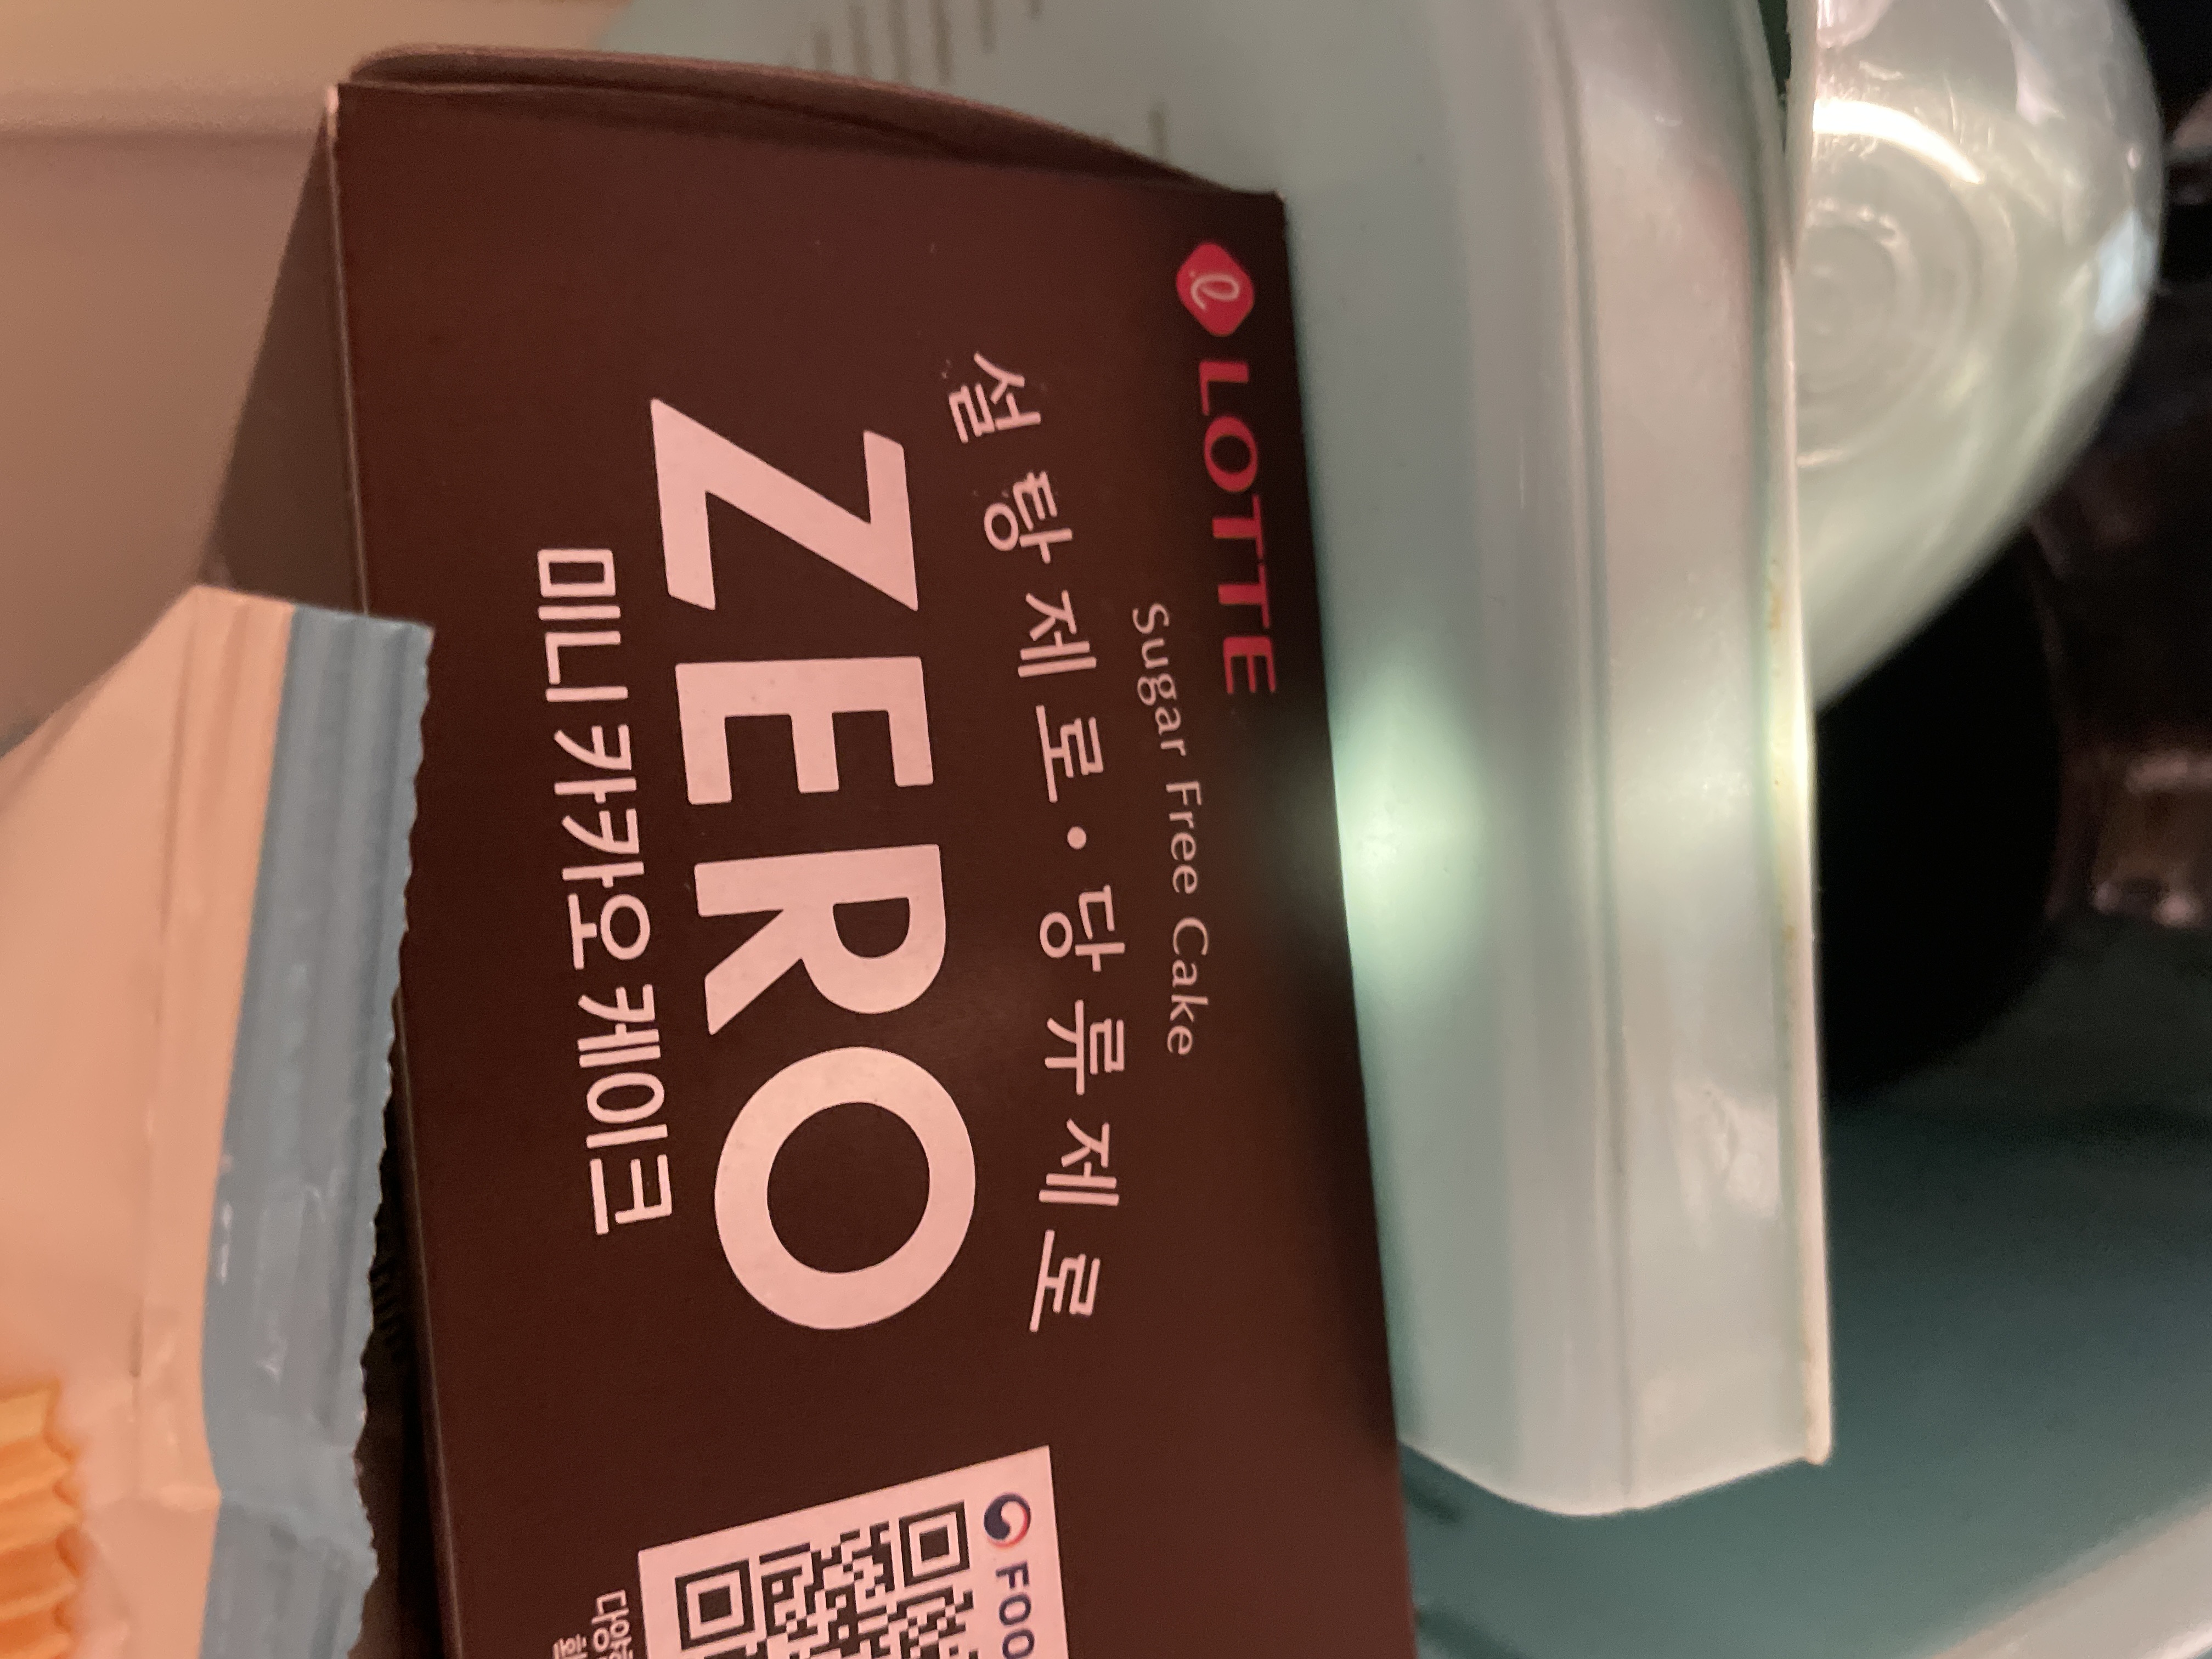 LOTTE
Sugar Free Cake
설탕제로·당류제로
ZERO
미니 카카오 케이크
FOO